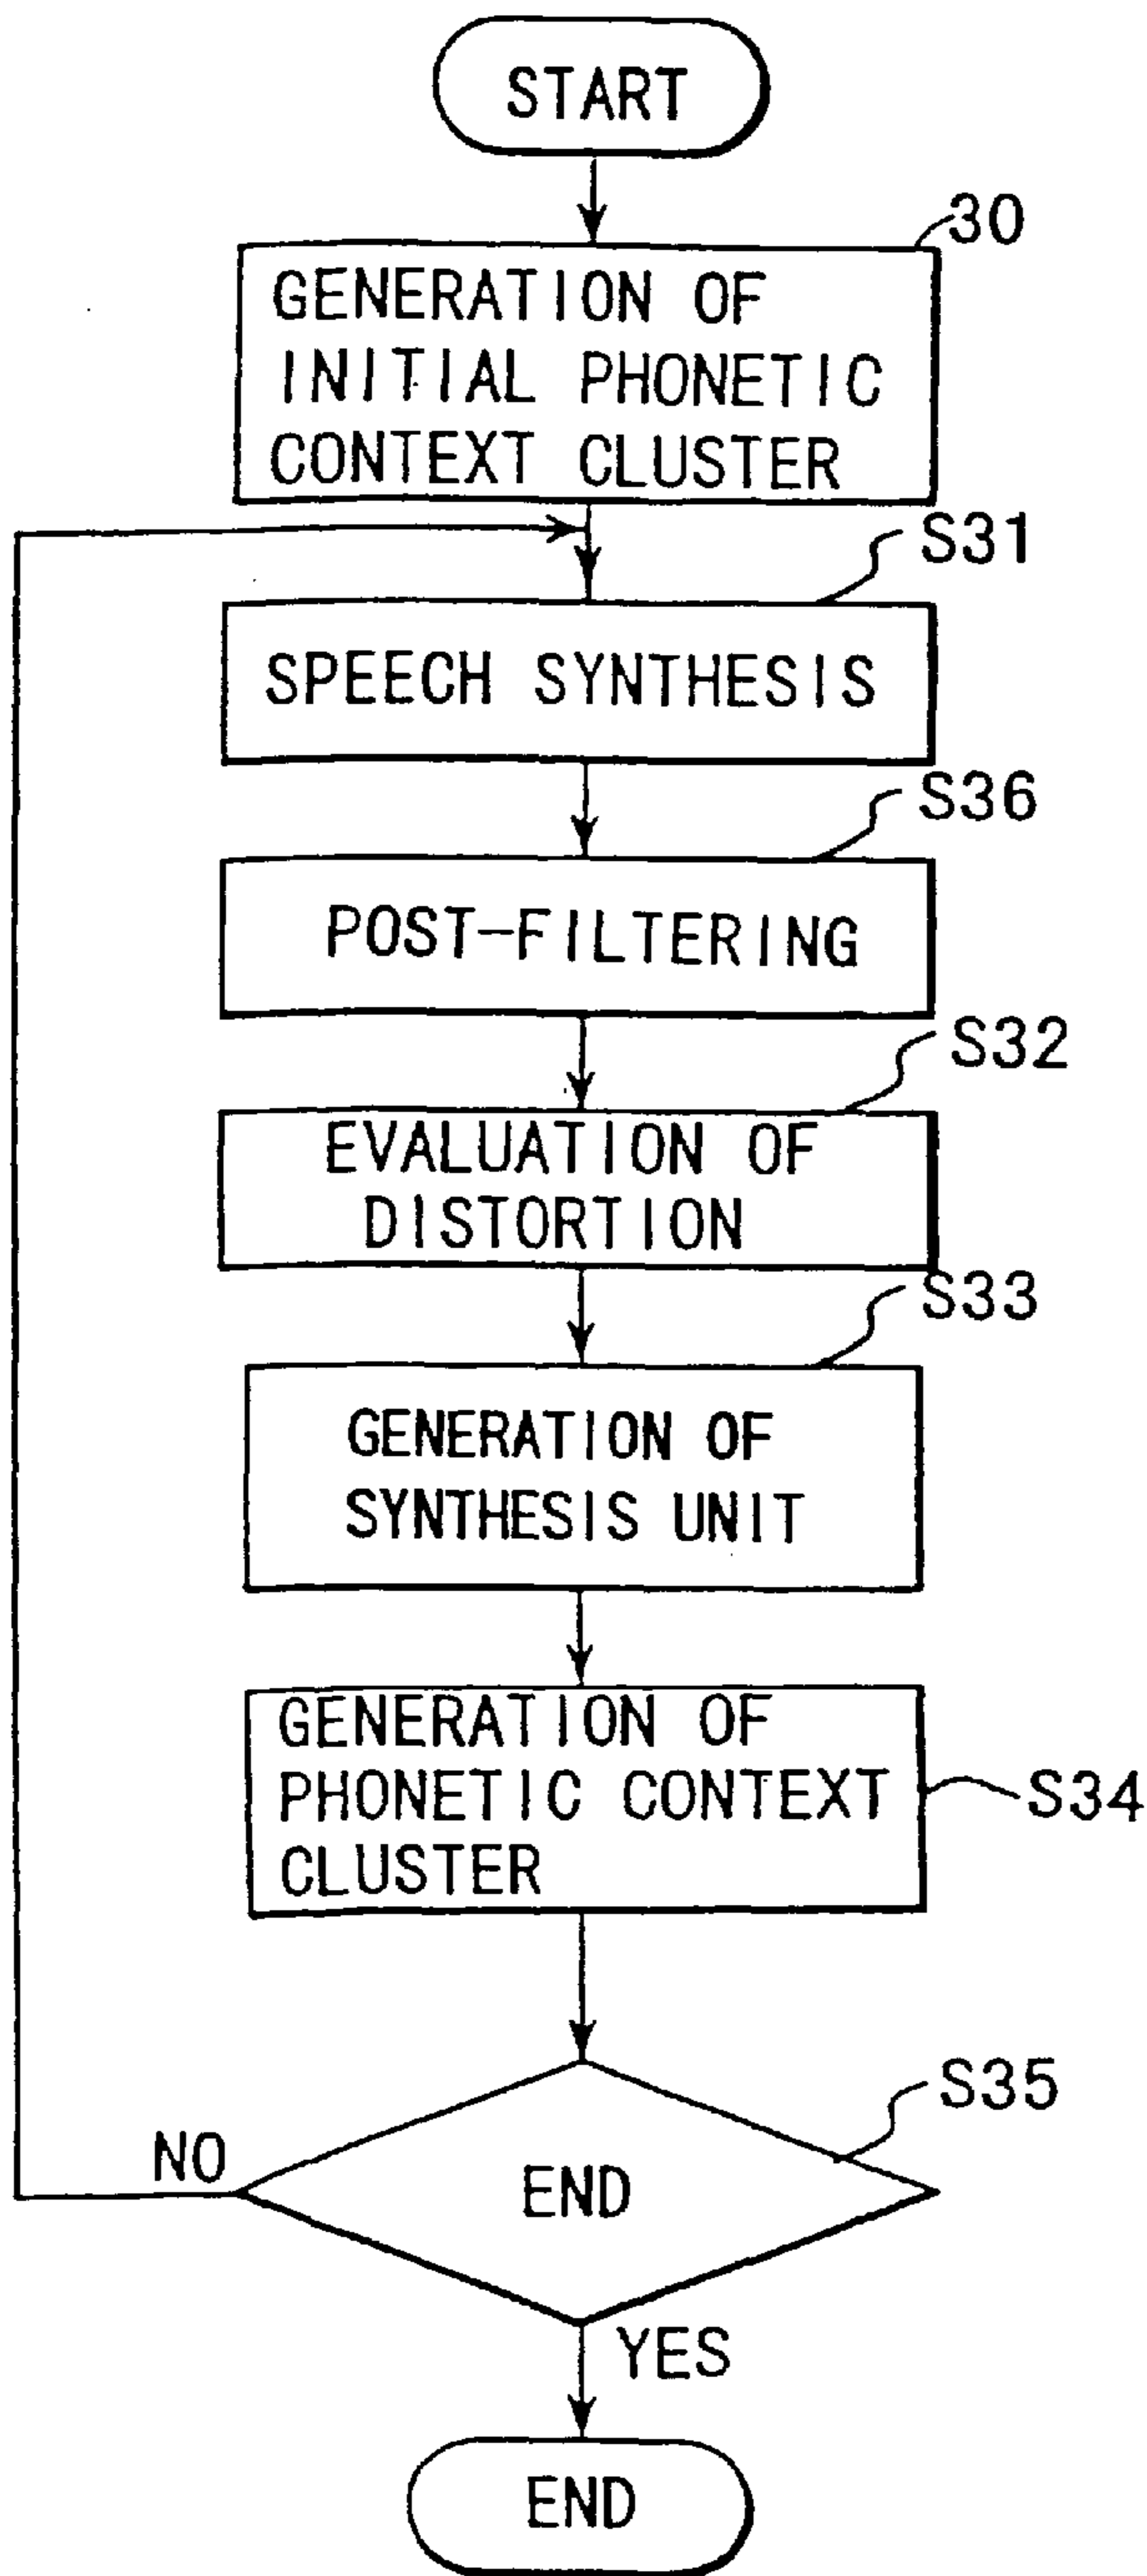 START
30
GENERATION OF
INITIAL PHONETIC
CONTEXT CLUSTER
S31
SPEECH SYNTHESIS
S36
POST-FILTERING
S32
EVALUATION OF
DISTORTION
S33
GENERATION OF
SYNTHESIS UNIT
GENERATION OF
PHONETIC CONTEXT
CLUSTER
S34
S35
NO
END
YES
END